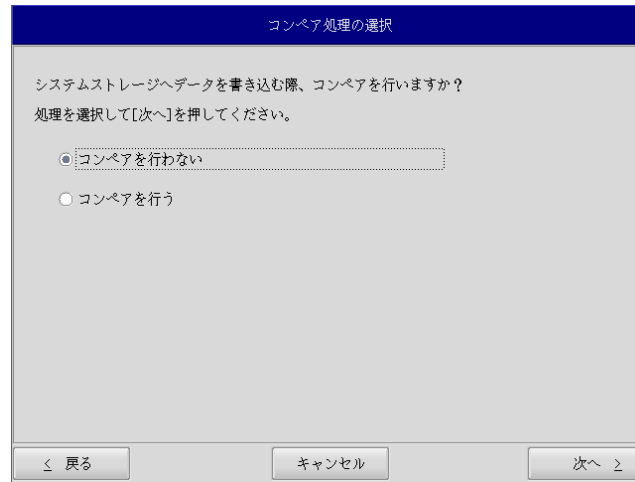 コンペア処理の選択
システムストレージへデータを書き込む際、コンペアを行いますか？
処理を選択して[次へ]を押してください。
コンペアを行わない
コンペアを行う
< 戻る
キャンセル
次へ >